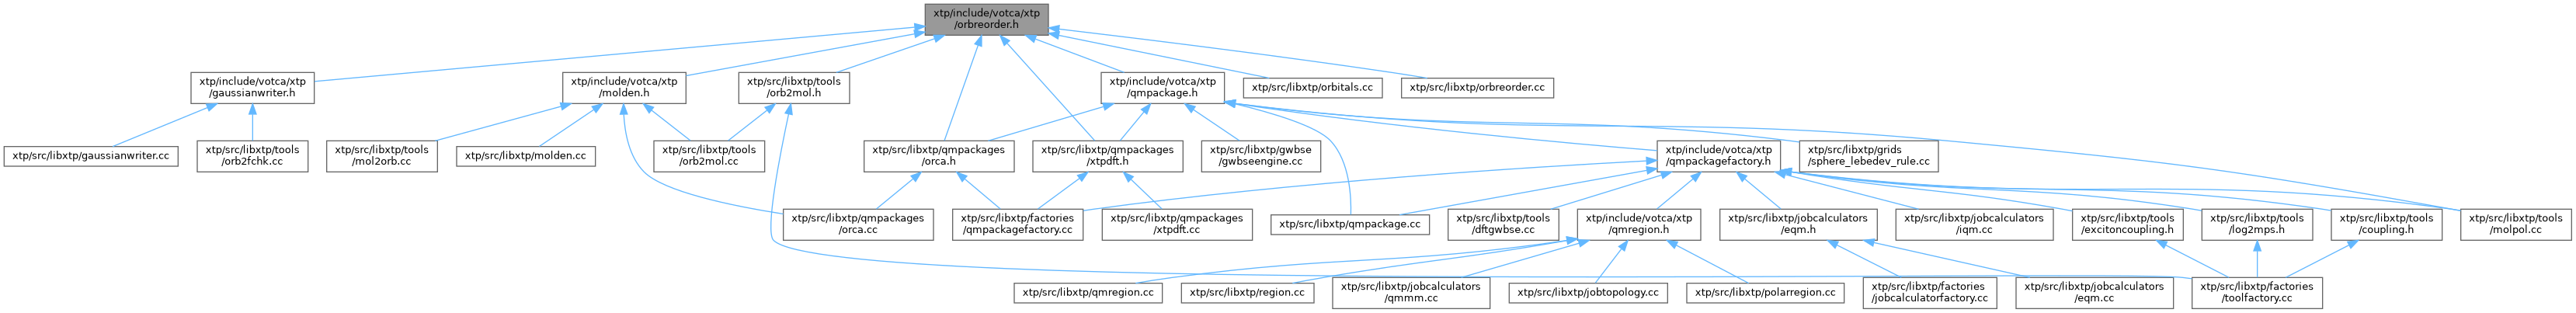 xtp/include/votca/xtp
/orbreorder.h
xtp/include/votca/xtp
/gaussianwriter.h
xtp/include/votca/xtp
/molden.h
xtp/src/libxtp/tools
/orb2mol.h
xtp/include/votca/xtp
/qmpackage.h
xtp/src/libxtp/orbitals.cc
xtp/src/libxtp/orbreorder.cc
xtp/src/libxtp/gaussianwriter.cc
xtp/src/libxtp/tools
/orb2fchk.cc
xtp/src/libxtp/tools
/mol2orb.cc
xtp/src/libxtp/molden.cc
xtp/src/libxtp/tools
/orb2mol.cc
xtp/src/libxtp/qmpackages
/orca.h
xtp/src/libxtp/qmpackages
/xtpdft.h
xtp/src/libxtp/gwbse
/gwbseengine.cc
xtp/include/votca/xtp
/qmpackagefactory.h
xtp/src/libxtp/grids
/sphere_lebedev_rule.cc
xtp/src/libxtp/qmpackages
/orca.cc
xtp/src/libxtp/factories
/qmpackagefactory.cc
xtp/src/libxtp/qmpackages
/xtpdft.cc
xtp/src/libxtp/qmpackage.cc
xtp/src/libxtp/tools
/dftgwbse.cc
xtp/include/votca/xtp
/qmregion.h
xtp/src/libxtp/jobcalculators
/eqm.h
xtp/src/libxtp/jobcalculators
/iqm.cc
xtp/src/libxtp/tools
/excitoncoupling.h
xtp/src/libxtp/tools
/log2mps.h
xtp/src/libxtp/tools
/coupling.h
xtp/src/libxtp/tools
/molpol.cc
xtp/src/libxtp/qmregion.cc
xtp/src/libxtp/region.cc
xtp/src/libxtp/jobcalculators
/qmmm.cc
xtp/src/libxtp/jobtopology.cc
xtp/src/libxtp/polarregion.cc
xtp/src/libxtp/factories
/jobcalculatorfactory.cc
xtp/src/libxtp/jobcalculators
/eqm.cc
xtp/src/libxtp/factories
/toolfactory.cc